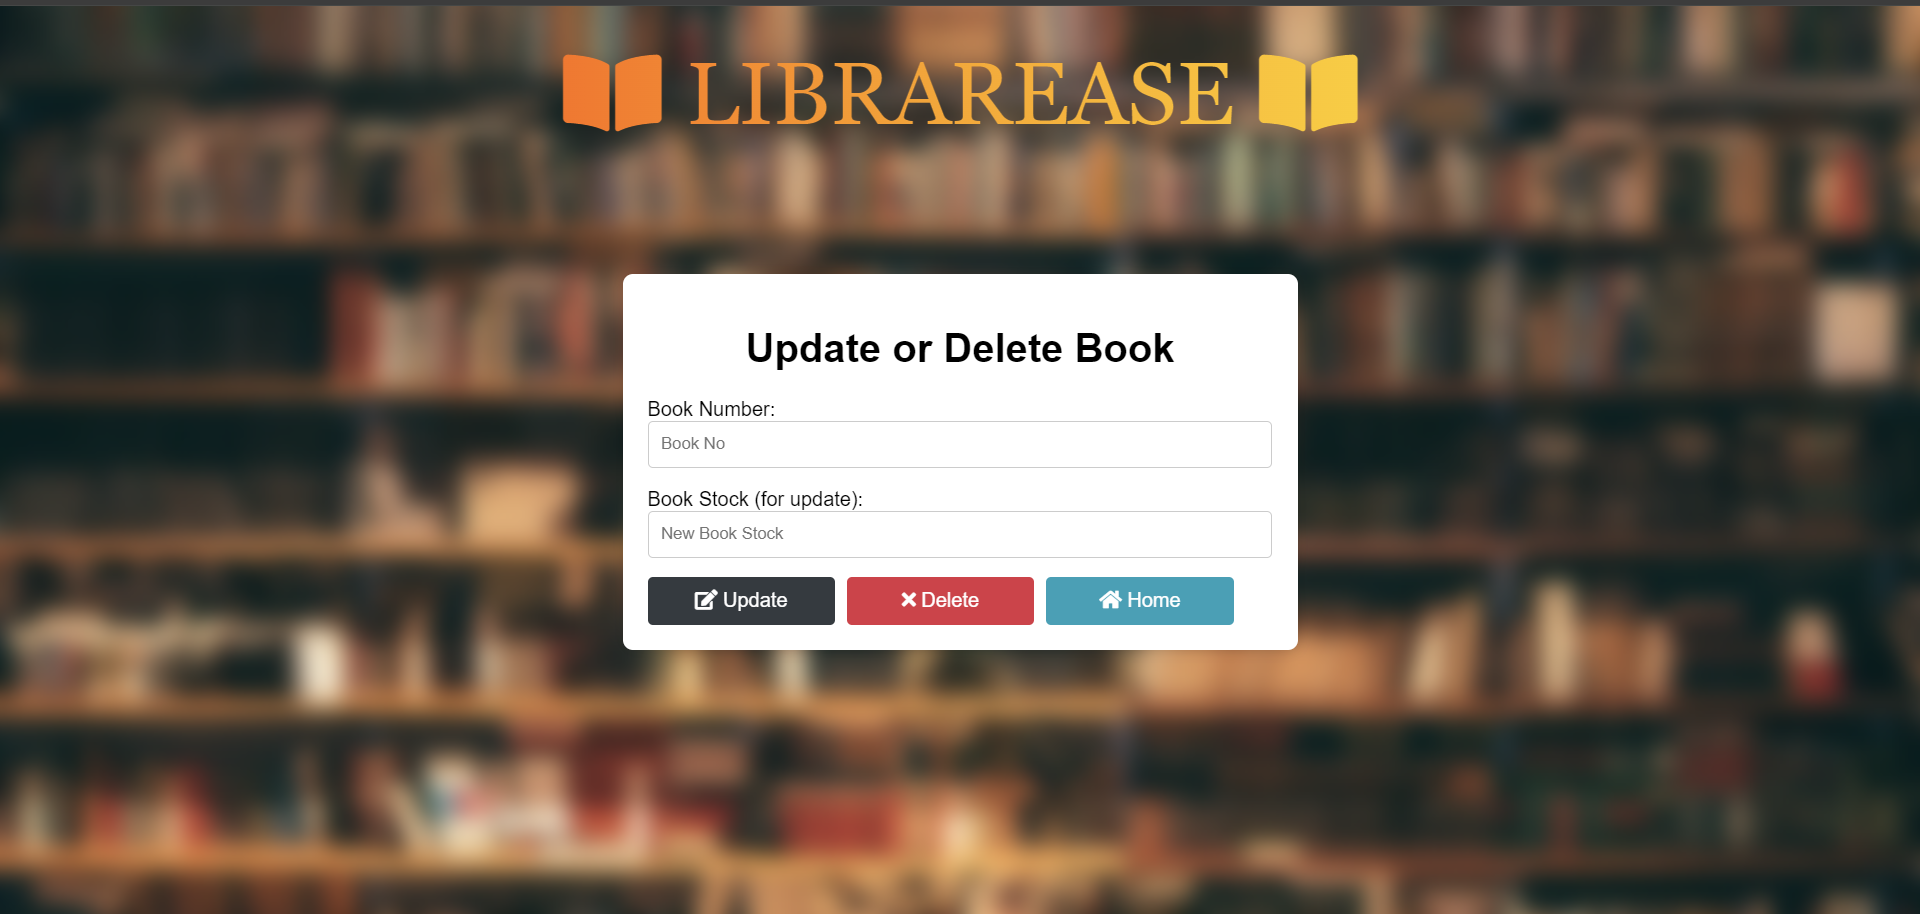 LIBRAREASE
Update or Delete Book
Book Number:
Book No
Book Stock (for update):
New Book Stock
Update Delete Home